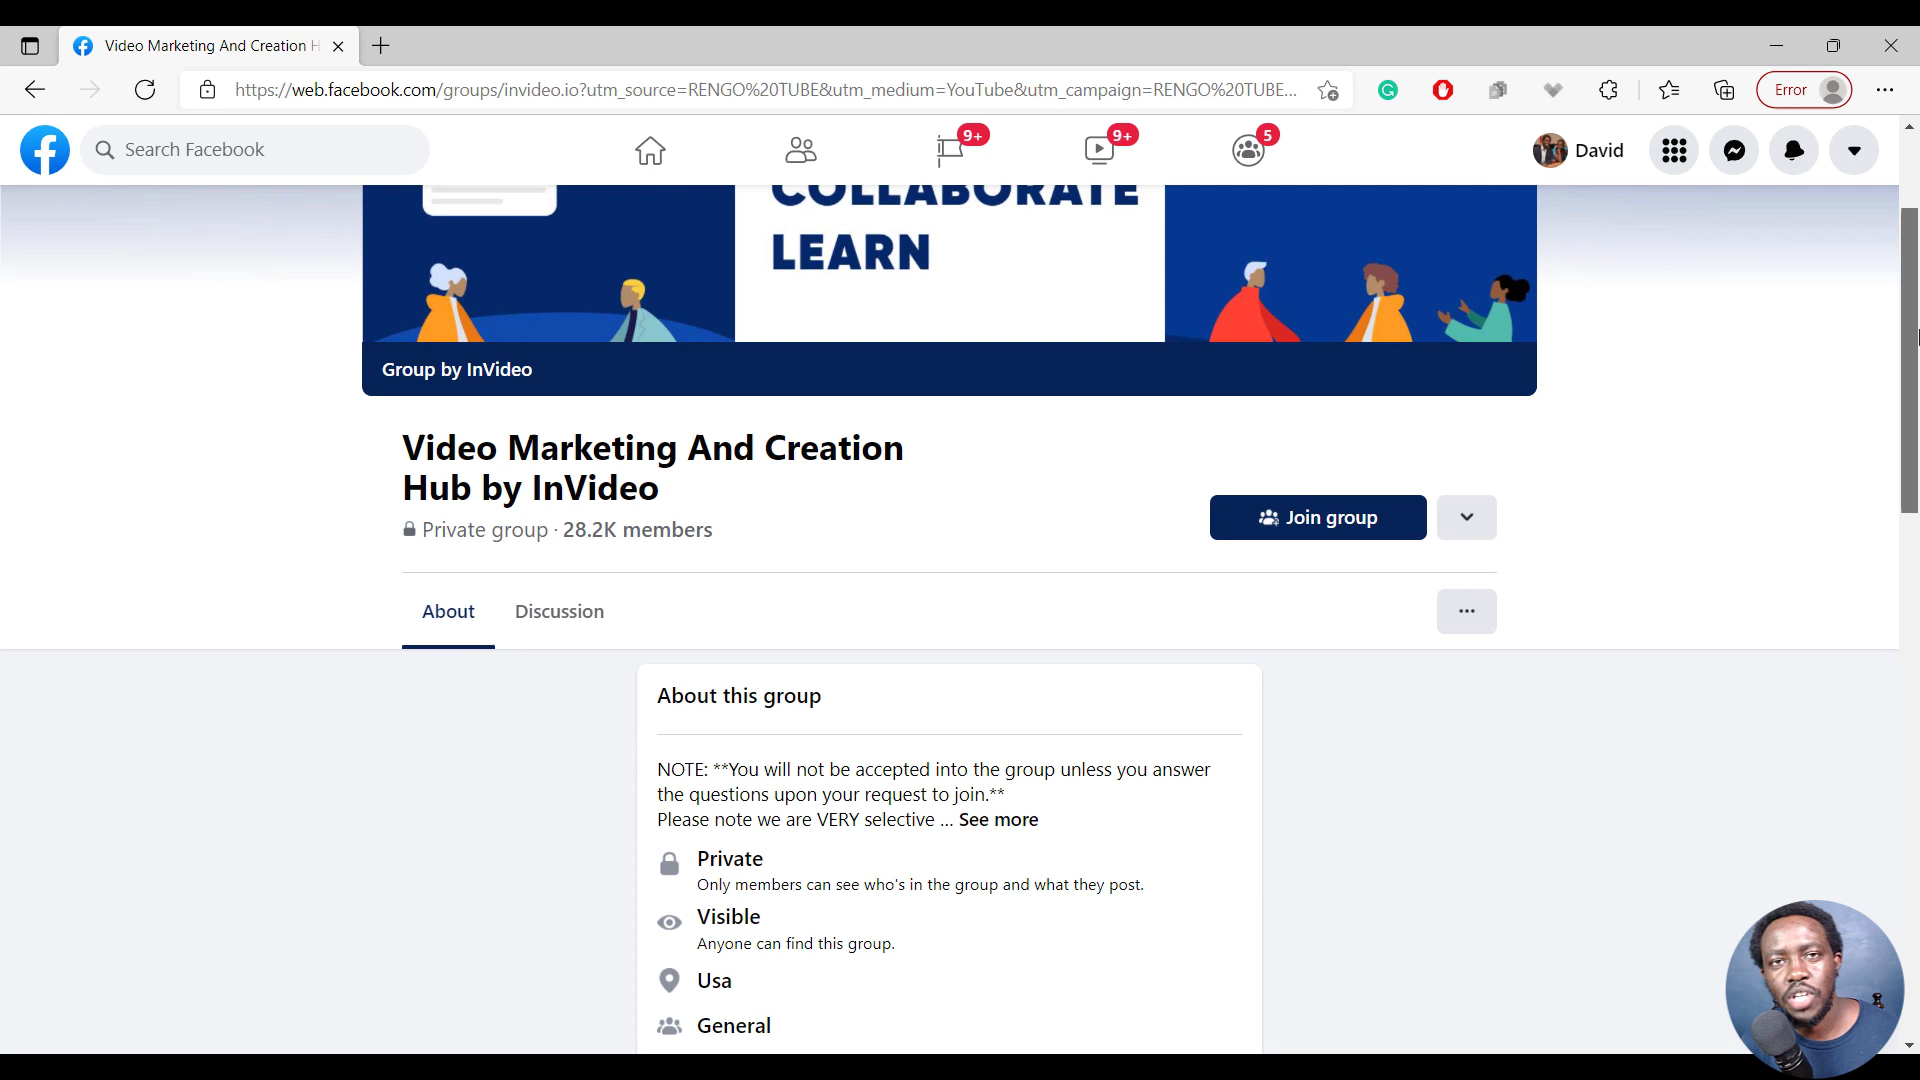 Video Marketing And Creation H
https://web.facebook.com/groups/invideo.io?utm_source=RENGO%20TUBE&utm_medium=YouTube&utm_campaign=RENGO%20TUBE...
Error
Search Facebook
9+
9+
5
David
COLLABORATE
LEARN
Group by InVideo
Video Marketing And Creation
Hub by InVideo
Private group · 28.2K members
Join group
About
Discussion
About this group
NOTE: **You will not be accepted into the group unless you answer
the questions upon your request to join.**
Please note we are VERY selective ... See more
Private
Only members can see who's in the group and what they post.
Visible
Anyone can find this group.
Usa
General